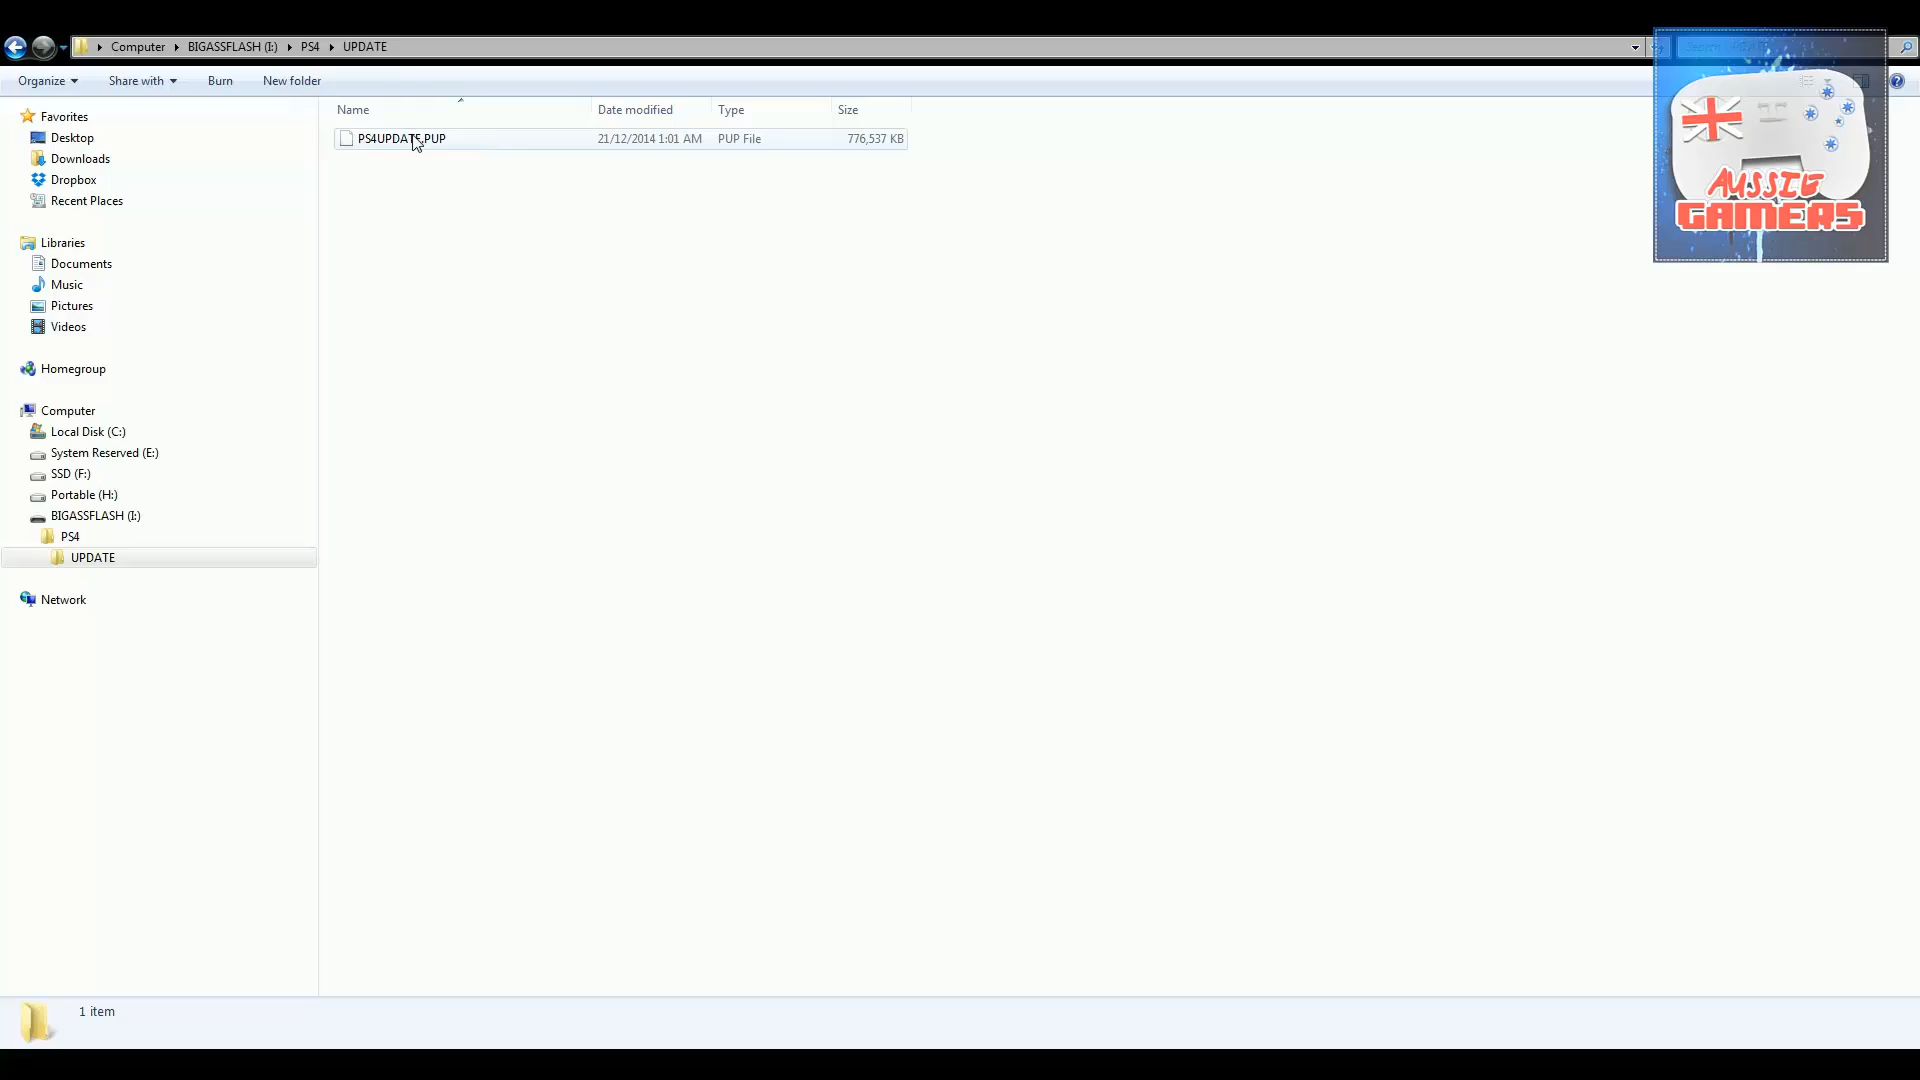 Computer BIGASSFLASH (I:) PS4 UPDATE
Organize Share with Burn New folder
Favorites
Desktop
Downloads
Dropbox
Recent Places
Libraries
Documents
Music
Pictures
Videos
Homegroup
Computer
Local Disk (C:)
System Reserved (E:)
SSD (F:)
Portable (H:)
BIGASSFLASH (I:)
PS4
UPDATE
Network
Name Date modified Type Size
PS4UPDATE.PUP 21/12/2014 1:01 AM PUP File 776,537 KB
AUSSIE
GAMERS
1 item